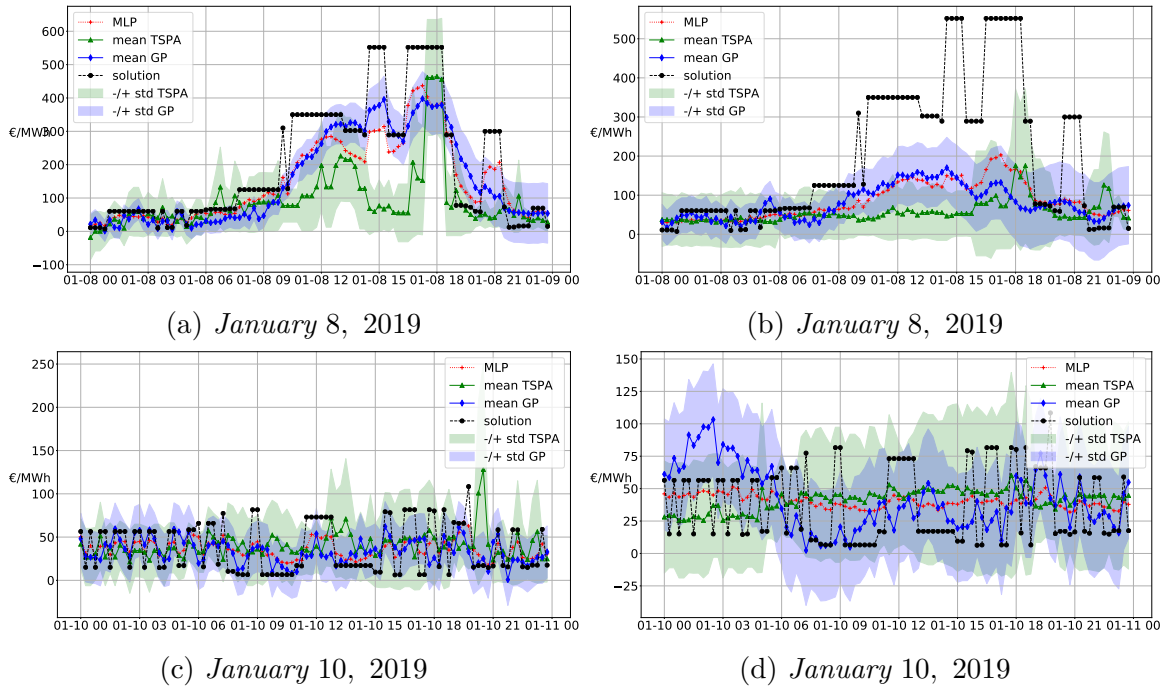 600
500
400
300
200
100
0
−100
€/MWh
MLP
mean TSPA
mean GP
solution
-/+ std TSPA
-/+ std GP
01-08 00 01-08 03 01-08 06 01-08 09 01-08 12 01-08 15 01-08 18 01-08 21 01-09 00
(a) January 8, 2019
500
400
300
200
100
0
€/MWh
MLP
mean TSPA
mean GP
solution
-/+ std TSPA
-/+ std GP
01-08 00 01-08 03 01-08 06 01-08 09 01-08 12 01-08 15 01-08 18 01-08 21 01-09 00
(b) January 8, 2019
250
200
150
100
50
0
€/MWh
MLP
mean TSPA
mean GP
solution
-/+ std TSPA
-/+ std GP
01-10 00 01-10 03 01-10 06 01-10 09 01-10 12 01-10 15 01-10 18 01-10 21 01-11 00
(c) January 10, 2019
150
125
100
75
50
25
0
−25
€/MWh
MLP
mean TSPA
mean GP
solution
-/+ std TSPA
-/+ std GP
01-10 00 01-10 03 01-10 06 01-10 09 01-10 12 01-10 15 01-10 18 01-10 21 01-11 00
(d) January 10, 2019